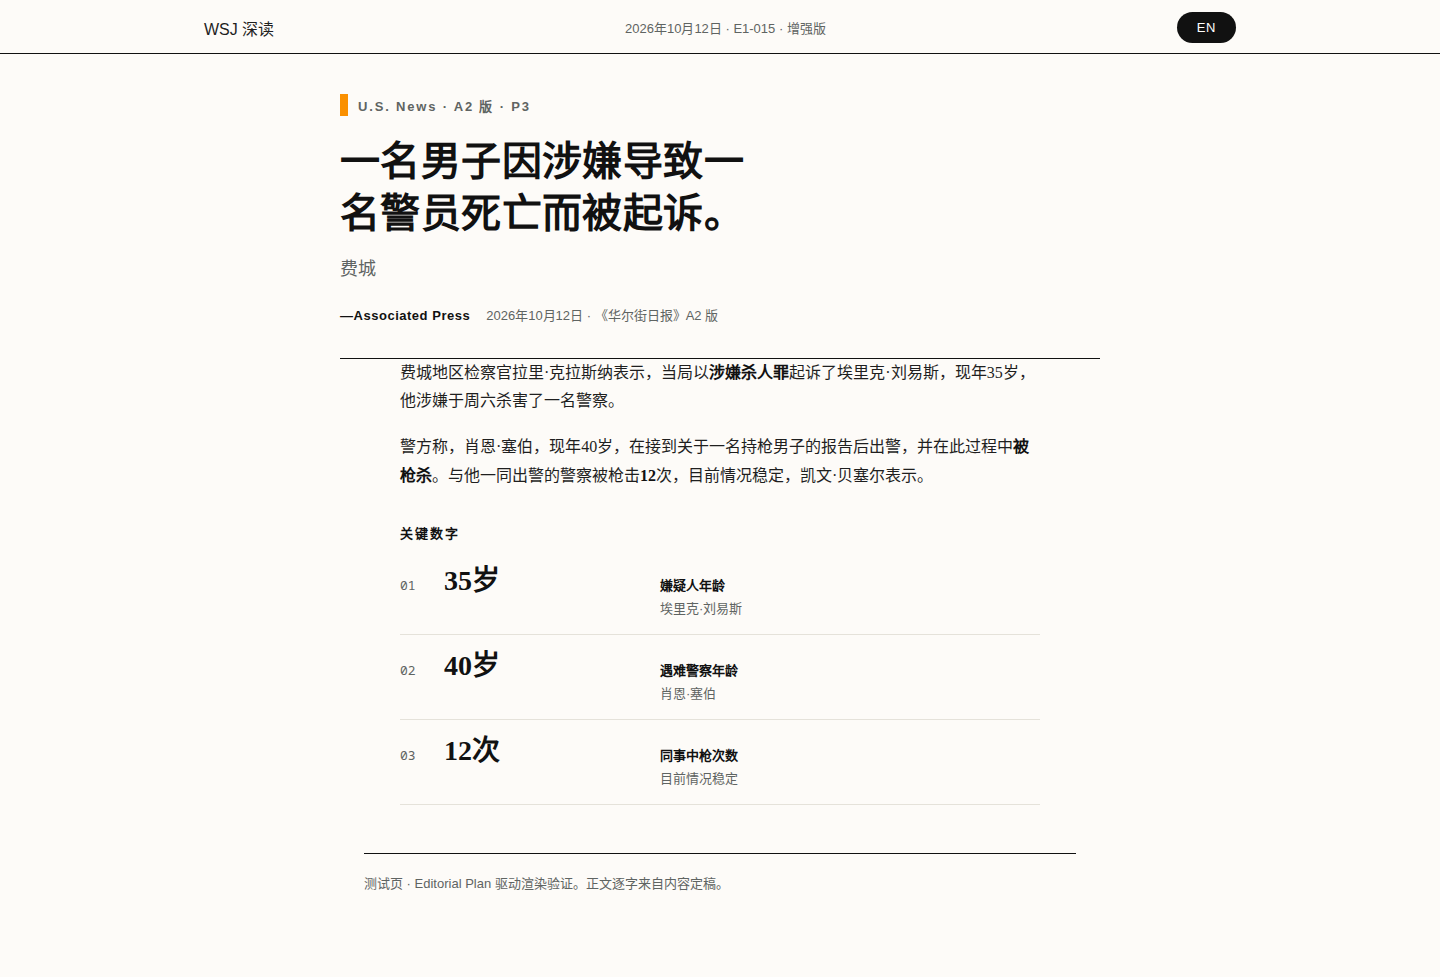 WSJ 深读
2026年10月12日 · E1-015 · 增强版
EN
U.S. News · A2 版 · P3
一名男子因涉嫌导致一
名警员死亡而被起诉。
费城
—Associated Press 2026年10月12日 · 《华尔街日报》A2 版
费城地区检察官拉里·克拉斯纳表示，当局以涉嫌杀人罪起诉了埃里克·刘易斯，现年35岁，
他涉嫌于周六杀害了一名警察。
警方称，肖恩·塞伯，现年40岁，在接到关于一名持枪男子的报告后出警，并在此过程中被
枪杀。与他一同出警的警察被枪击12次，目前情况稳定，凯文·贝塞尔表示。
关键数字
01 35岁 嫌疑人年龄
埃里克·刘易斯
02 40岁 遇难警察年龄
肖恩·塞伯
03 12次 同事中枪次数
目前情况稳定
测试页 · Editorial Plan 驱动渲染验证。正文逐字来自内容定稿。